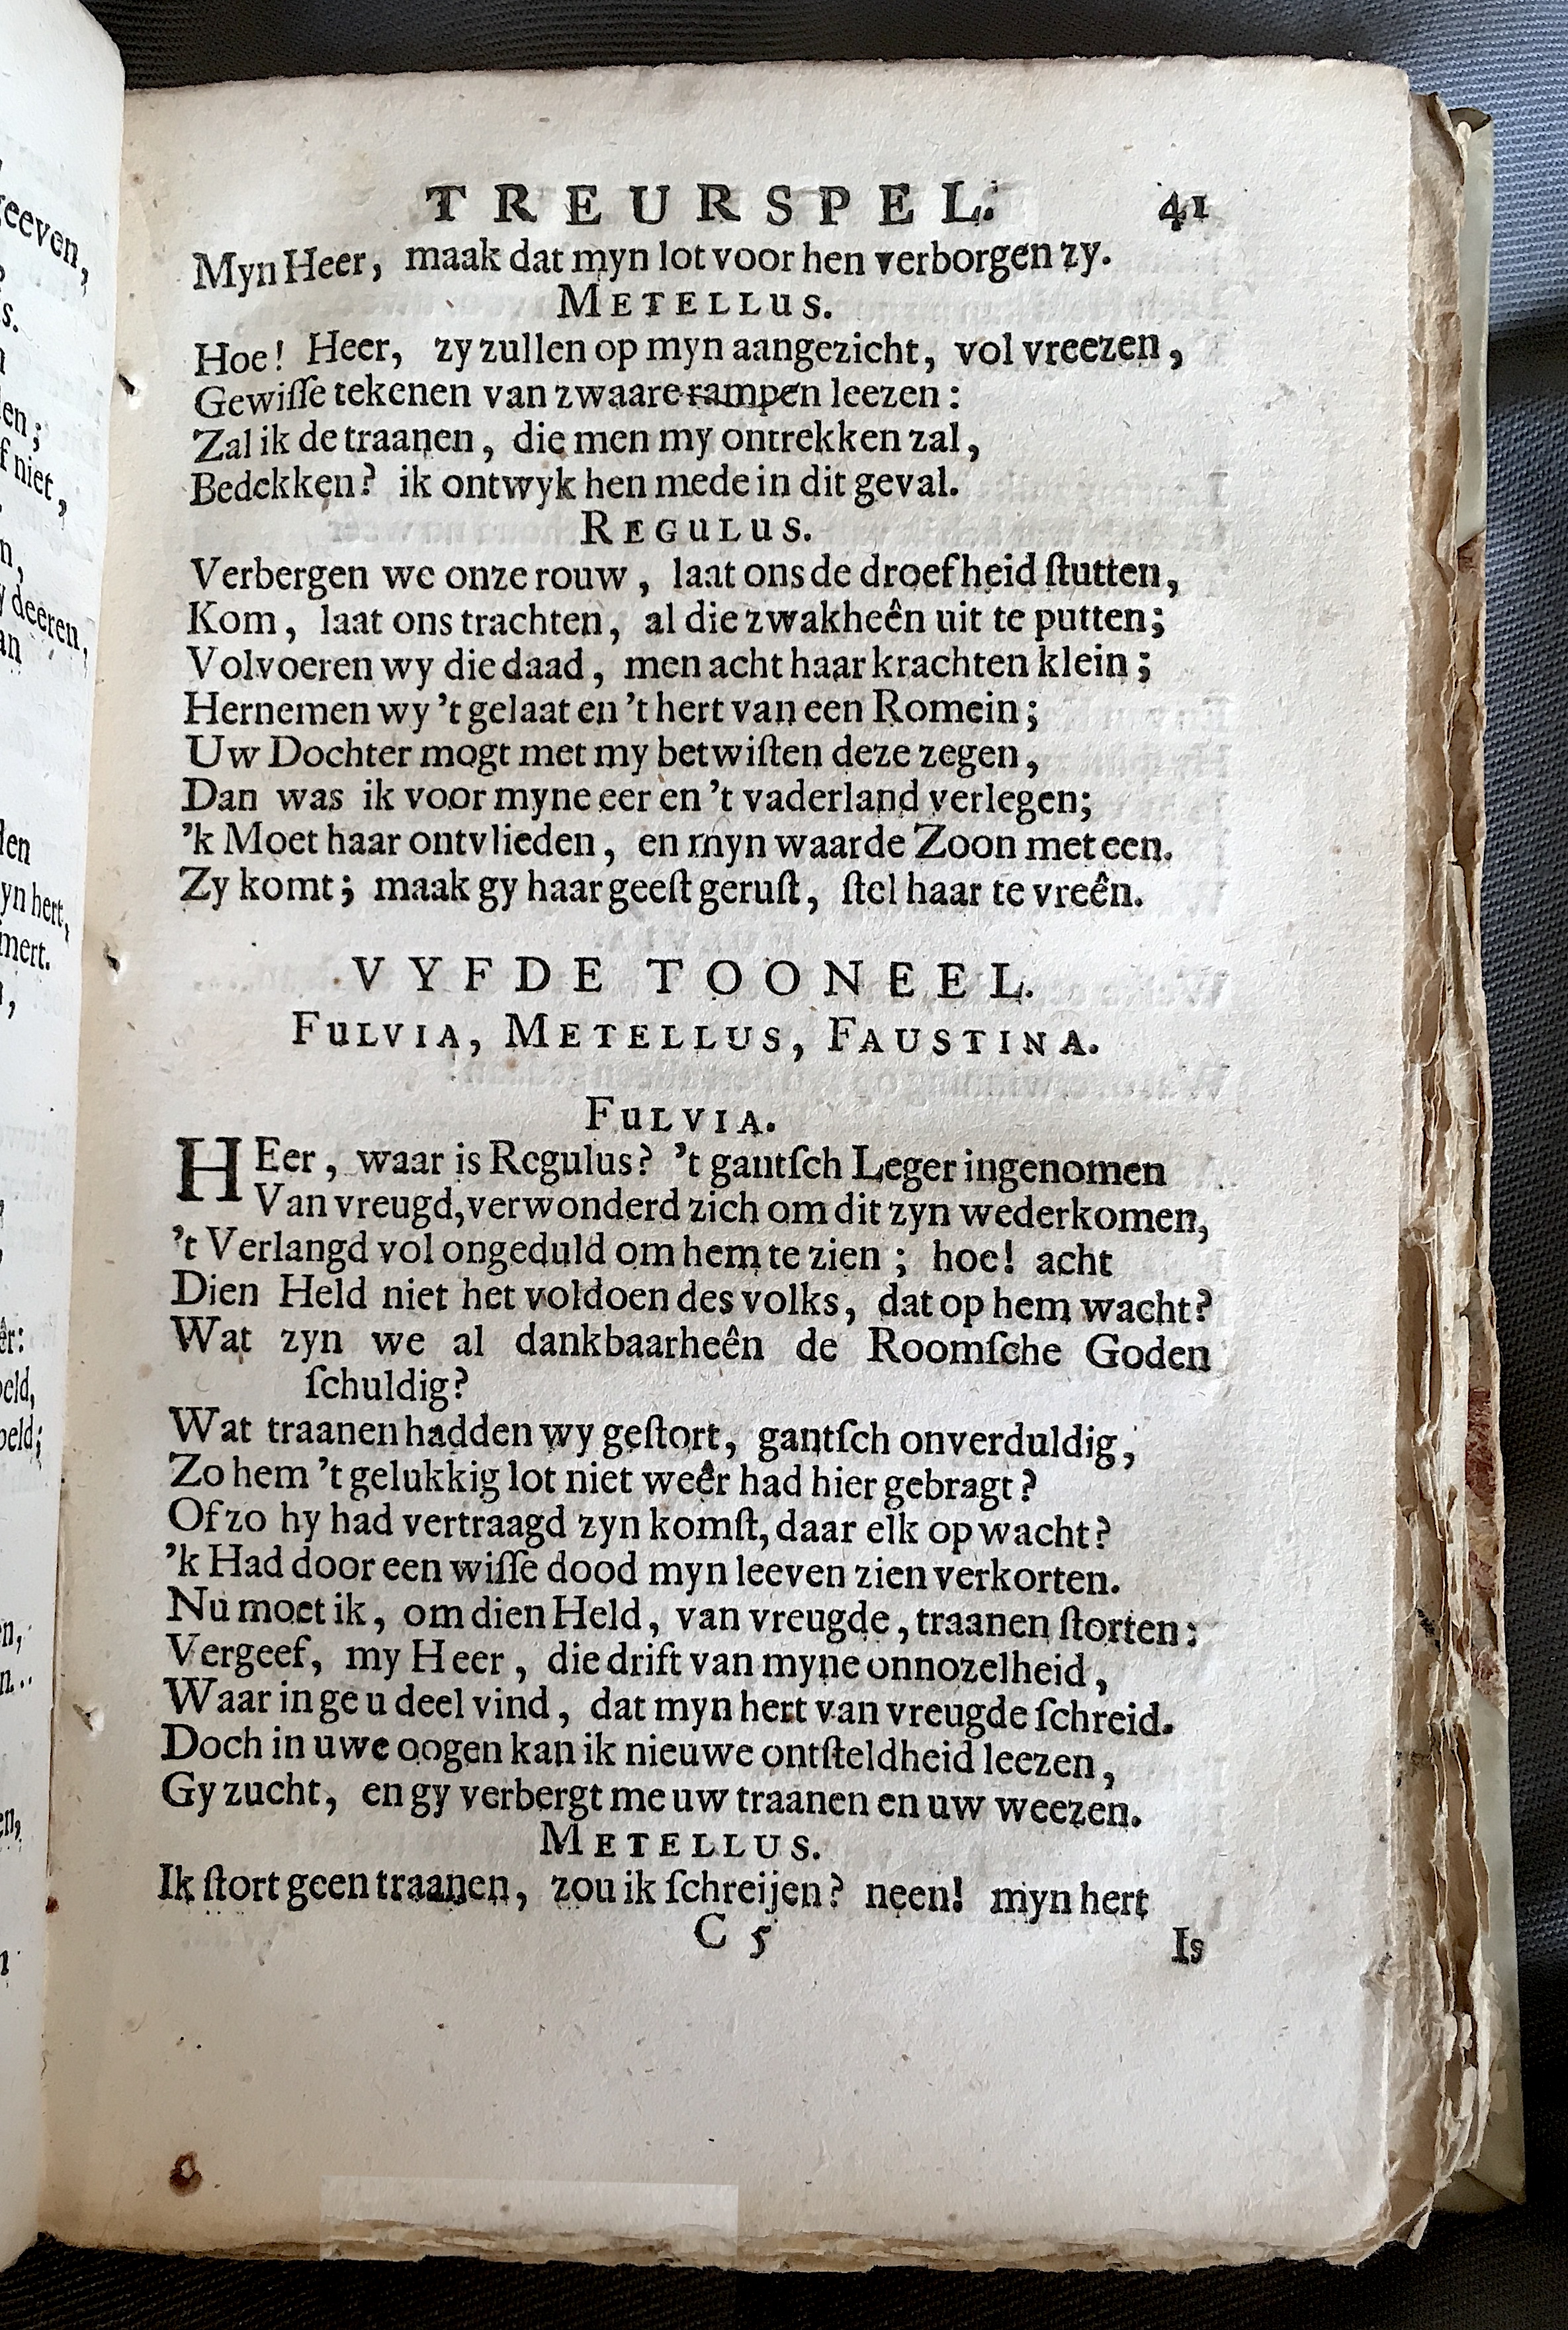 TREURSPEL. 41
Myn Heer, maak dat myn lot voor hen verborgen zy.
METELLUS.
Hoe! Heer, zy zullen op myn aangezicht, vol vreezen,
Gewiſſe tekenen van zwaare rampen leezen:
Zal ik de traanen, die men my ontrekken zal,
Bedekken? ik ontwyk hen mede in dit geval.
REGULUS.
Verbergen we onze rouw, laat ons de droefheid ſtutten,
Kom, laat ons trachten, al die zwakheên uit te putten;
Volvoeren wy die daad, men acht haar krachten klein;
Hernemen wy 't gelaat en 't hert van een Romein;
Uw Dochter mogt met my betwiſten deze zegen,
Dan was ik voor myne eer en 't vaderland verlegen;
'k Moet haar ontvlieden, en myn waarde Zoon met een.
Zy komt; maak gy haar geeſt geruſt, ſtel haar te vreên.
VYFDE TOONEEL.
FULVIA, METELLUS, FAUSTINA.
FULVIA.
HEer, waar is Regulus? 't gantſch Leger ingenomen
Van vreugd, verwonderd zich om dit zyn wederkomen,
't Verlangd vol ongeduld om hem te zien; hoe! acht
Dien Held niet het voldoen des volks, dat op hem wacht?
Wat zyn we al dankbaarheên de Roomſche Goden
ſchuldig?
Wat traanen hadden wy geſtort, gantſch onverduldig,
Zo hem 't gelukkig lot niet weêr had hier gebragt?
Of zo hy had vertraagd zyn komſt, daar elk op wacht?
'k Had door een wiſſe dood myn leeven zien verkorten.
Nu moet ik, om dien Held, van vreugde, traanen ſtorten:
Vergeef, my Heer, die drift van myne onnozelheid,
Waar in ge u deel vind, dat myn hert van vreugde ſchreid.
Doch in uwe oogen kan ik nieuwe ontſteldheid leezen,
Gy zucht, en gy verbergt me uw traanen en uw weezen.
METELLUS.
Ik ſtort geen traanen, zou ik ſchreijen? neen! myn hert
C 5
Is